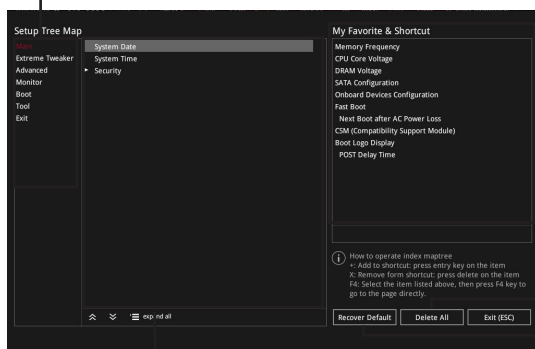 Setup Tree Map
Main
Extreme Tweaker
Advanced
Monitor
Boot
Tool
Exit
System Date
System Time
Security
exp nd all
My Favorite & Shortcut
Memory Frequency
CPU Core Voltage
DRAM Voltage
SATA Configuration
Onboard Devices Configuration
Fast Boot
Next Boot after AC Power Loss
CSM (Compatibility Support Module)
Boot Logo Display
POST Delay Time
How to operate index maptree
+: Add to shortcut: press entry key on the item
X: Remove form shortcut: press delete on the item
F4: Select the item listed above, then press F4 key to
go to the page directly.
Recover Default
Delete All
Exit (ESC)